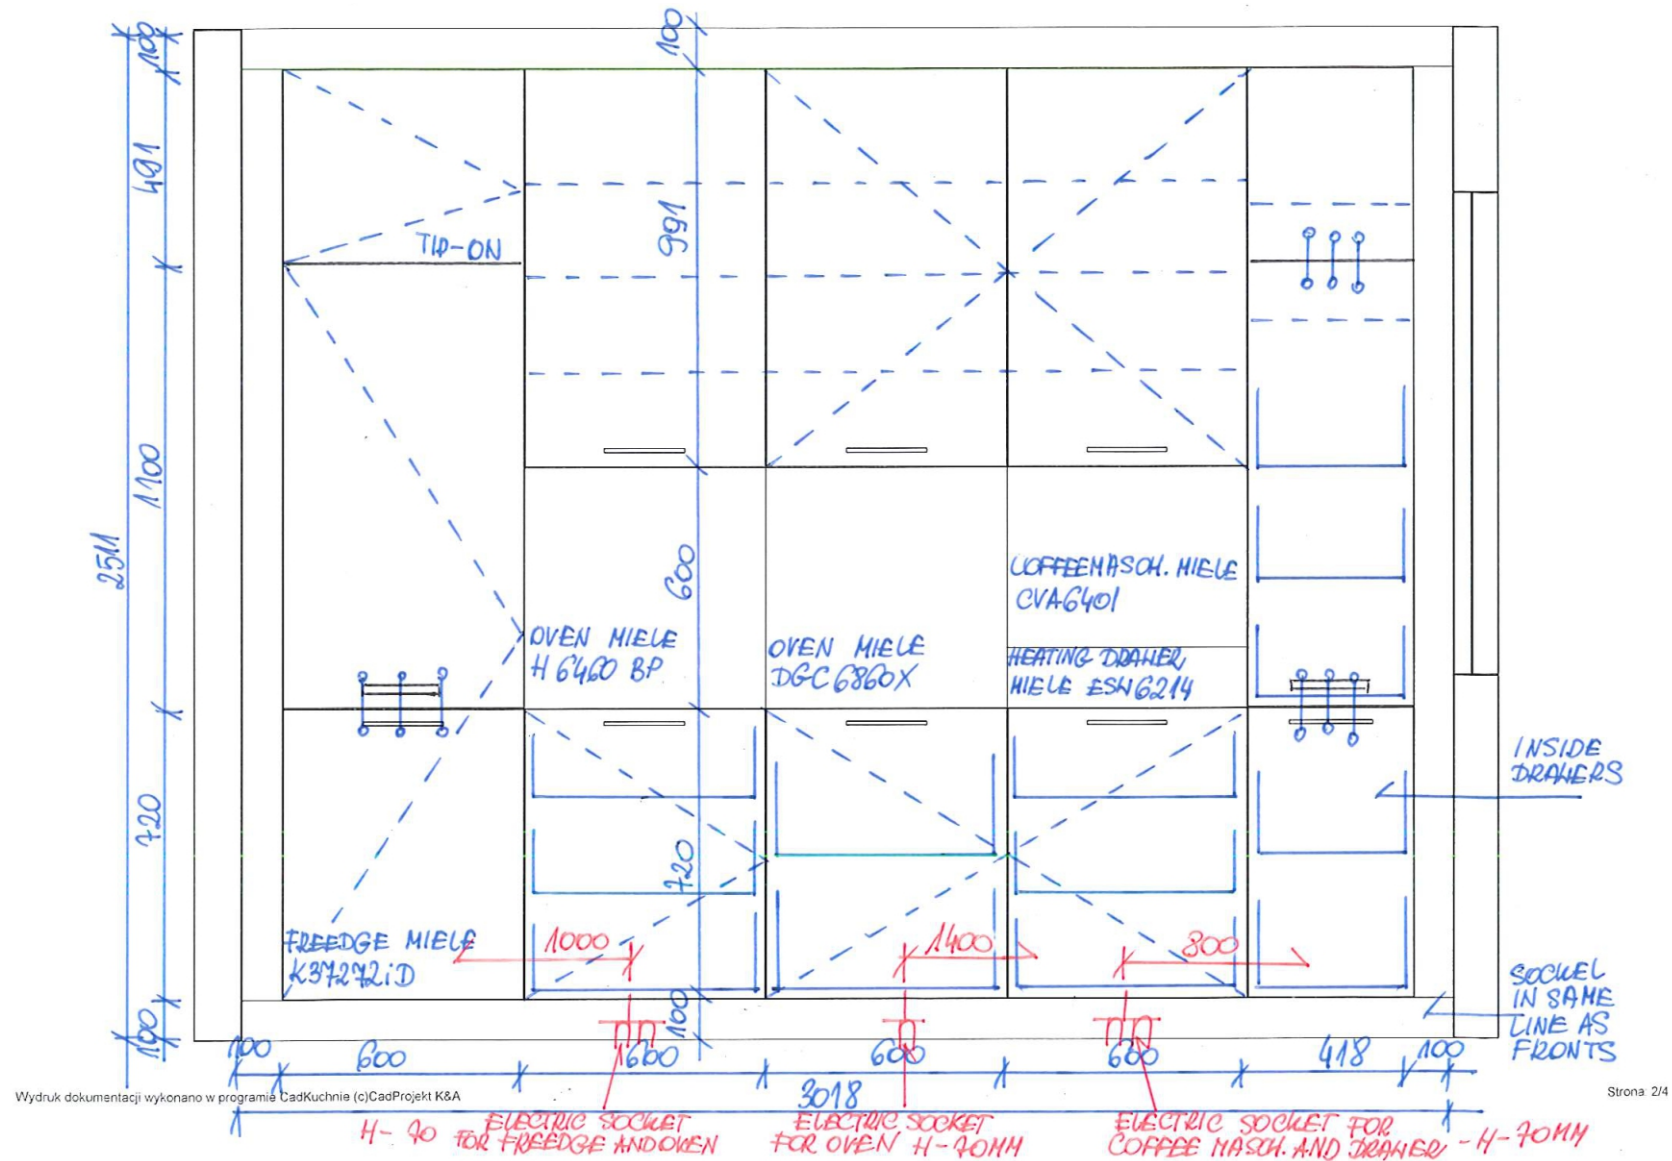 100
100
491
991
TIP-ON
1100
2511
600
COFFEEMASCH. MIELE
CVA6401
OVEN MIELE
H 6460 BP
OVEN MIELE
DGC6860X
HEATING DRAWER
MIELE ESW6214
INSIDE
DRAWERS
720
720
FREEDGE MIELE
K37272iD
1000
1400
800
SOCKEL
IN SAME
LINE AS
FRONTS
100
100
100
600
600
600
600
418
100
3018
Wydruk dokumentacji wykonano w programie CadKuchnie (c)CadProjekt K&A
Strona: 2/4
H-70 ELECTRIC SOCKET
FOR FREEDGE AND OVEN
ELECTRIC SOCKET
FOR OVEN H-70MM
ELECTRIC SOCKET FOR
COFFEE MASCH. AND DRAWER - H-70MM